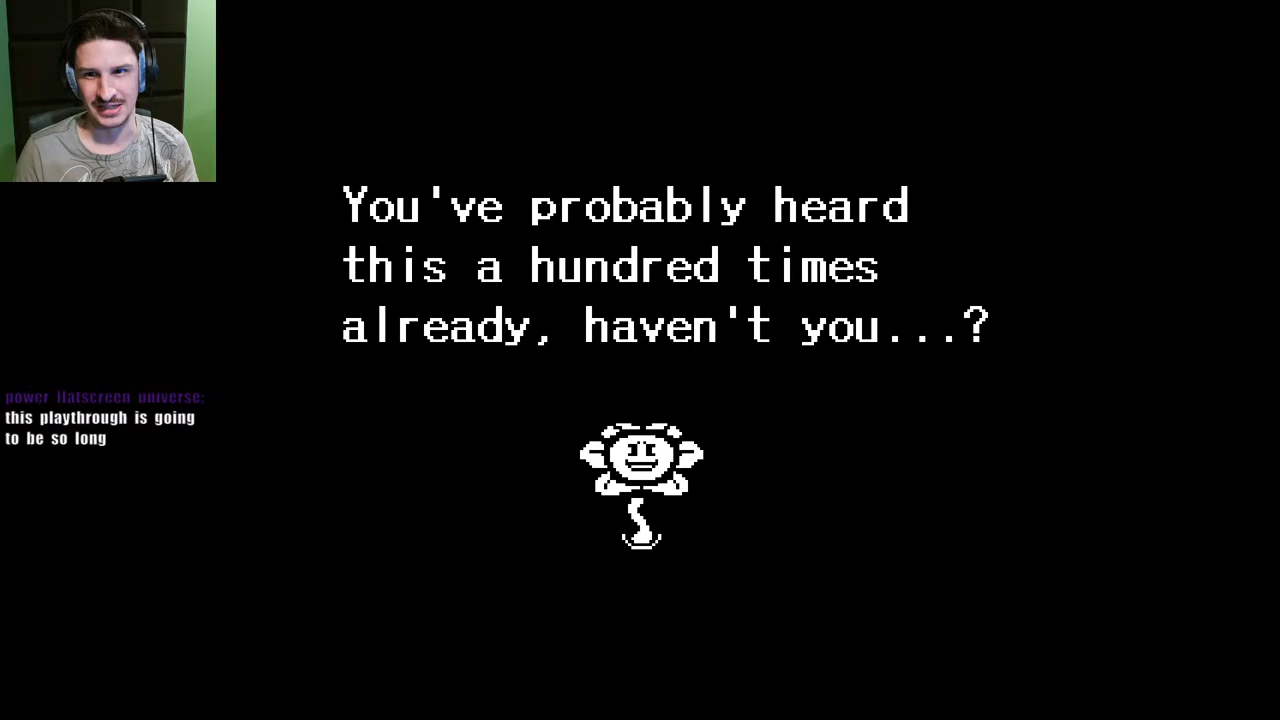 You've probably heard
this a hundred times
already, haven't you...?
power flatscreen universe:
this playthrough is going
to be so long